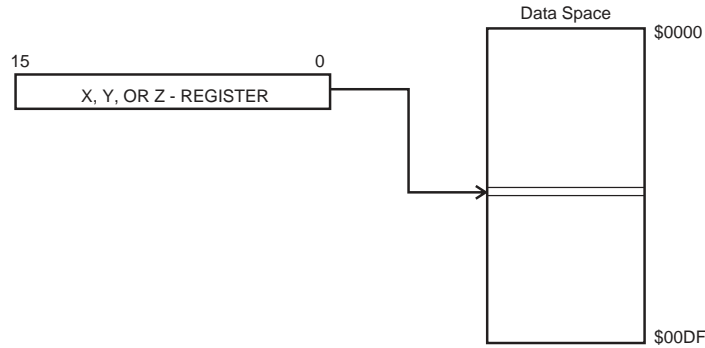 Data Space
$0000
15 0
X, Y, OR Z - REGISTER
$00DF